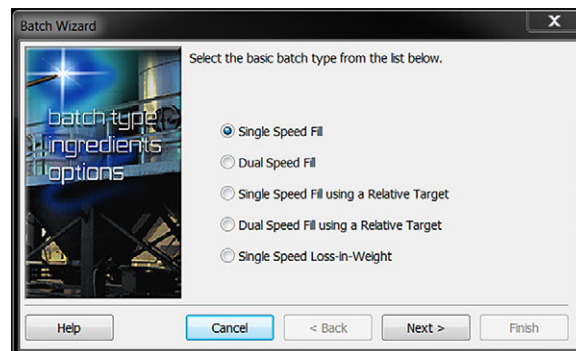 Batch Wizard
X
Select the basic batch type from the list below.
batch type
ingredients
options
Single Speed Fill
Dual Speed Fill
Single Speed Fill using a Relative Target
Dual Speed Fill using a Relative Target
Single Speed Loss-in-Weight
Help
Cancel
< Back
Next >
Finish